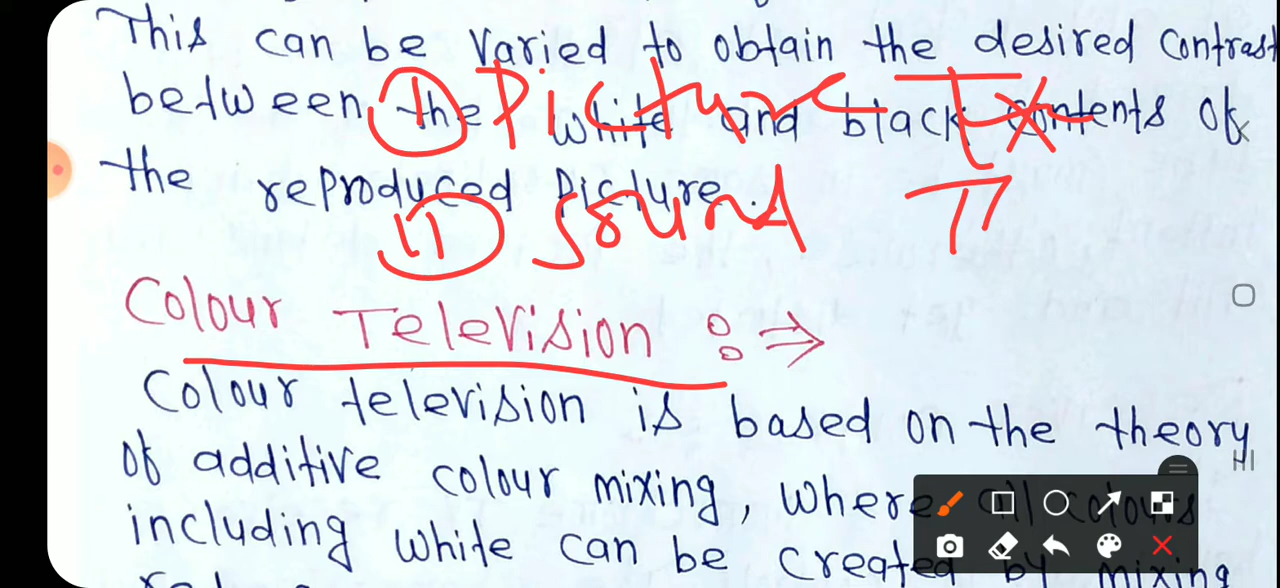 This can be varied to obtain the desired contrast
between the white and black contents of
① Picture Tx
the reproduced Picture.
⑪ Sound
Colour Television :⇒
Colour television is based on the theory
of additive colour mixing, where all colours
including white can be created by mixing